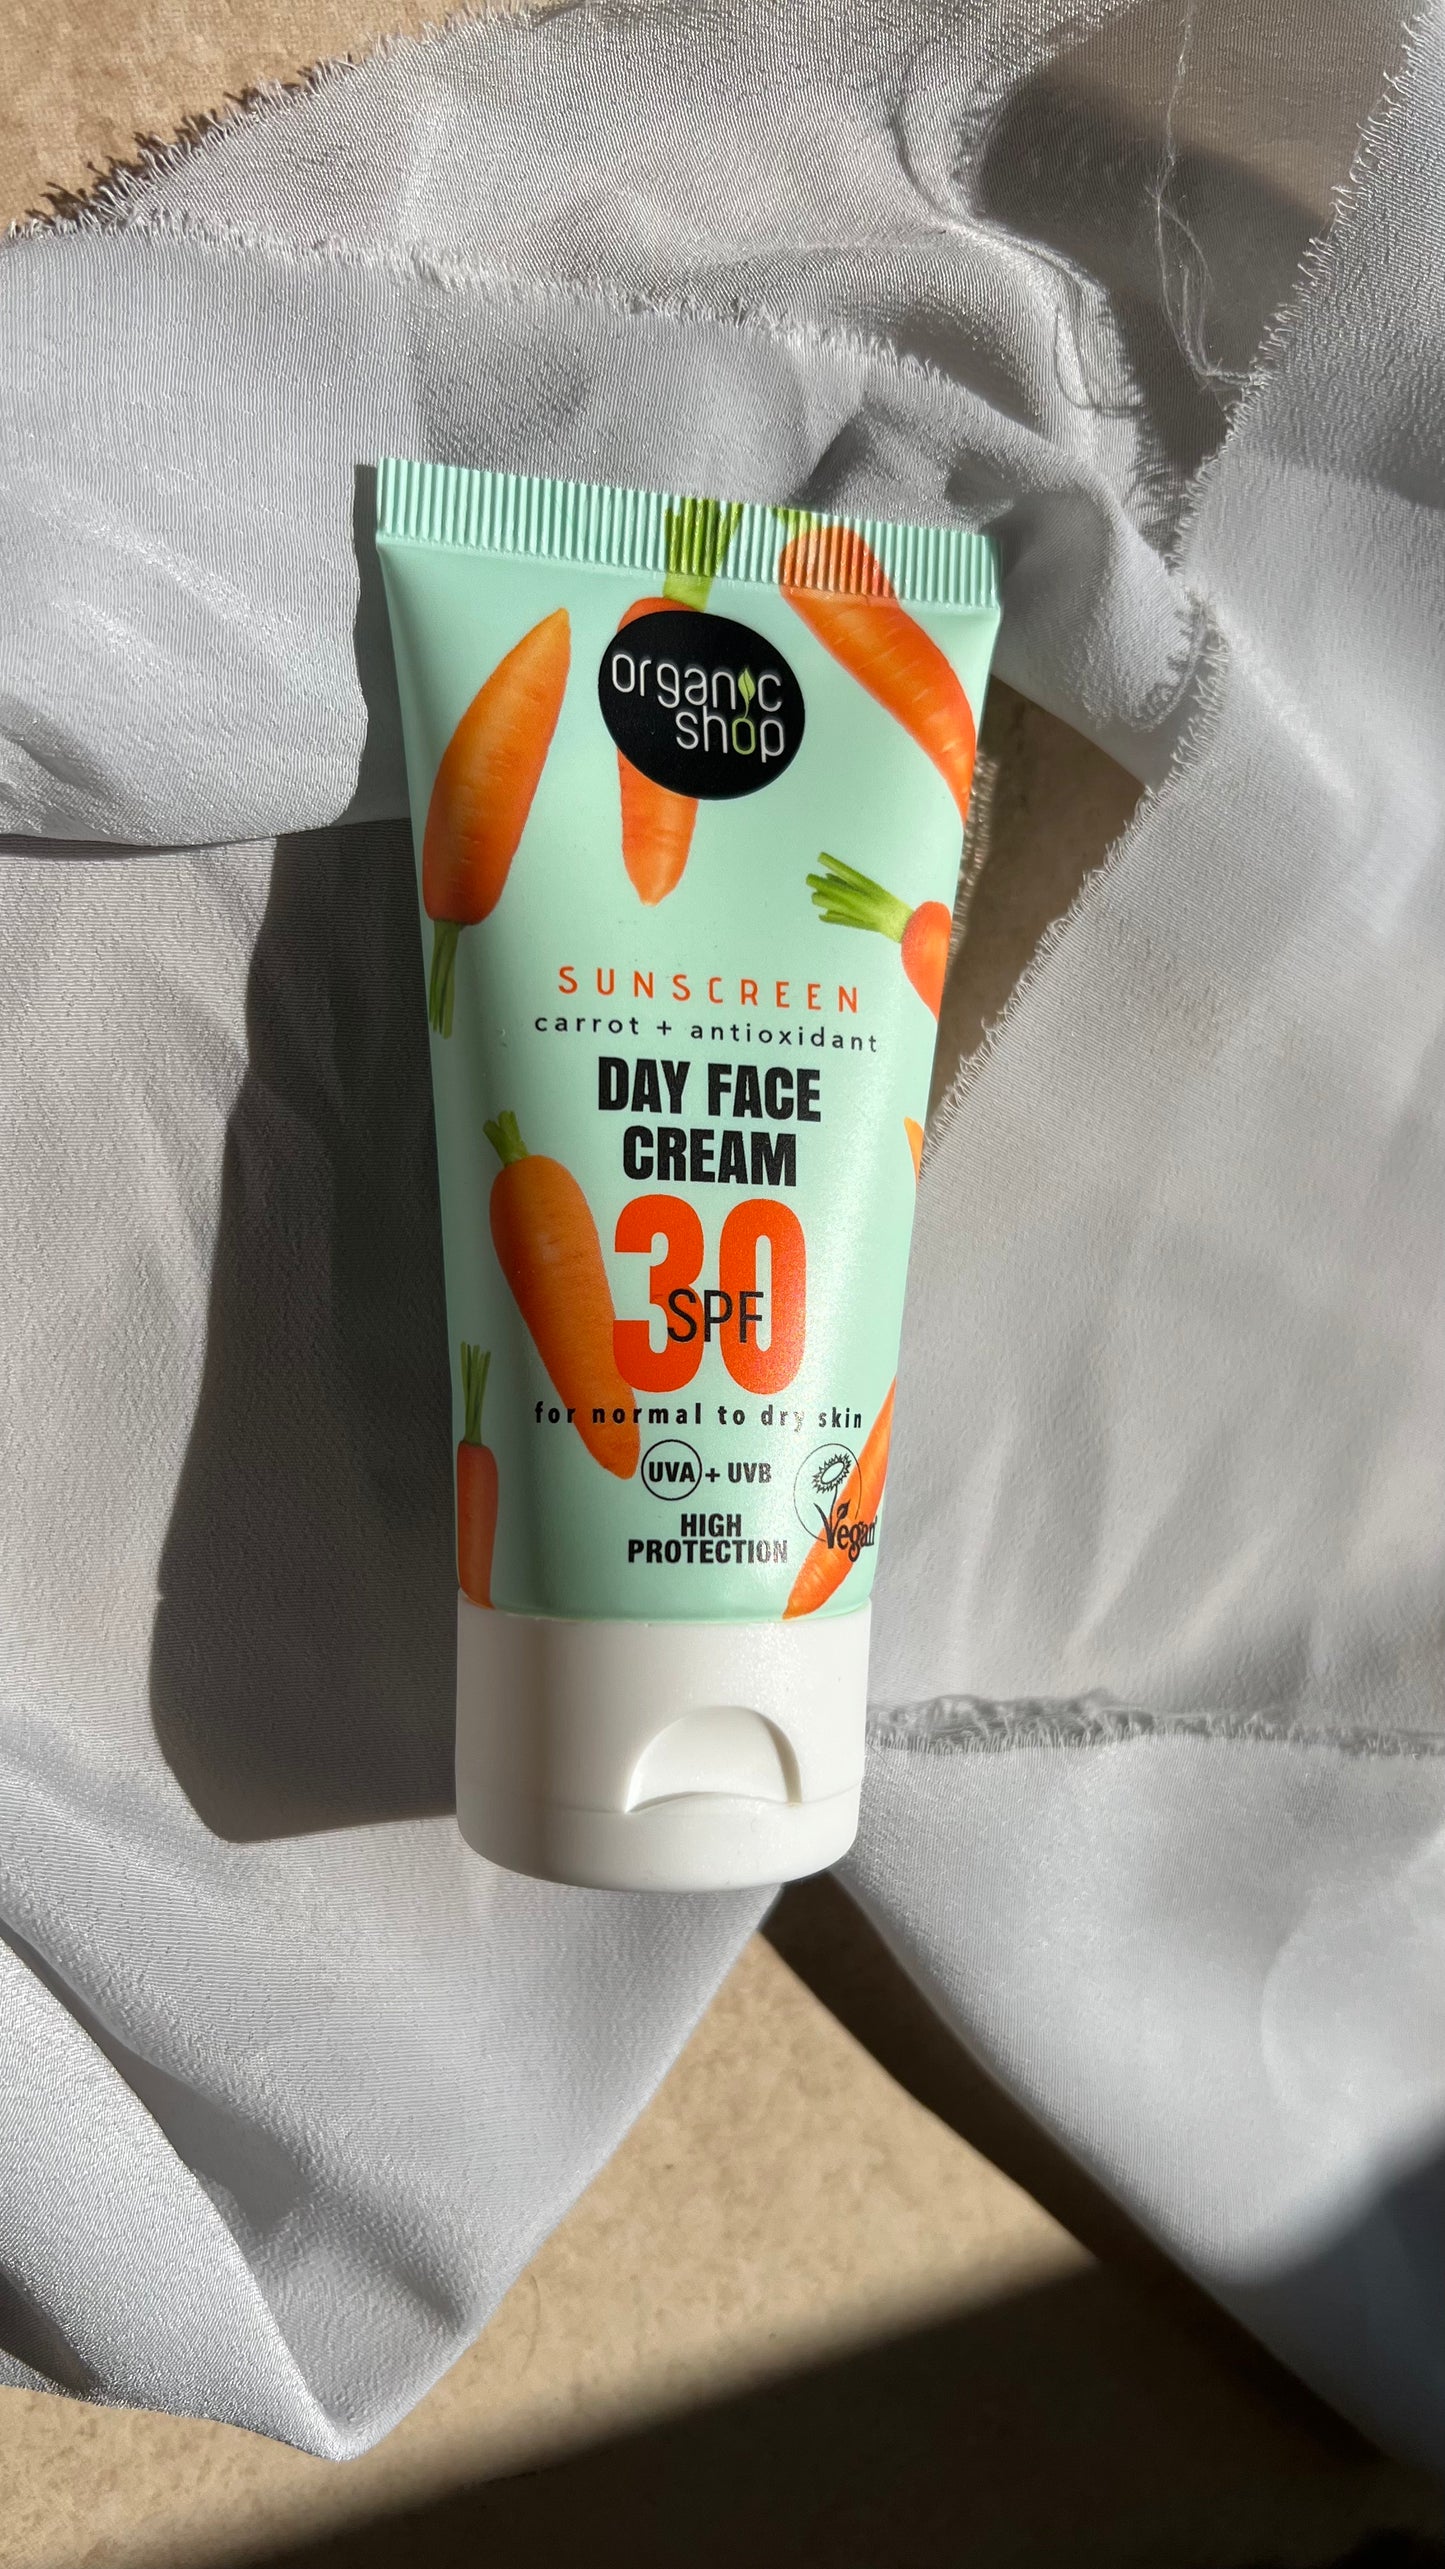 organic
shop
SUNSCREEN
carrot + antioxidant
DAY FACE
CREAM
30
SPF
for normal to dry skin
UVA + UVB
Vegan
HIGH
PROTECTION